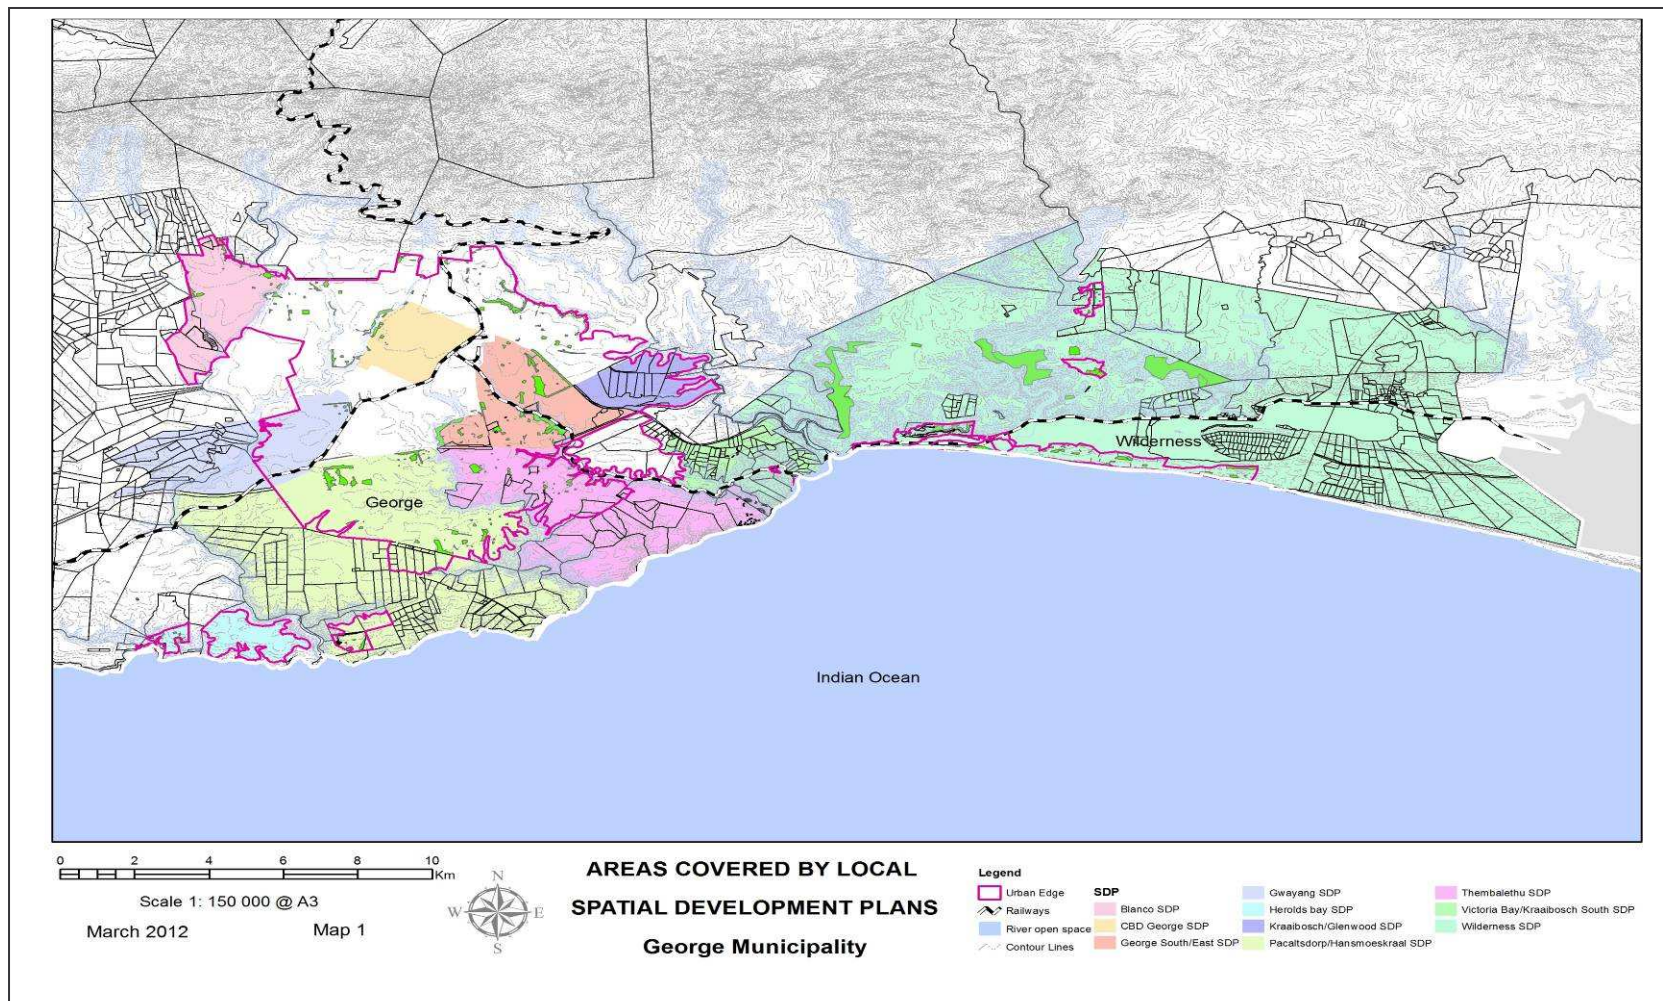 George
Wilderness
Indian Ocean
0 2 4 6 8 10
Km
Scale 1: 150 000 @ A3
March 2012 Map 1
N
W E
S
AREAS COVERED BY LOCAL
SPATIAL DEVELOPMENT PLANS
George Municipality
Legend
Urban Edge
Railways
River open space
Contour Lines
SDP
Blanco SDP
CBD George SDP
George South/East SDP
Gwayang SDP
Herolds bay SDP
Kraaibosch/Glenwood SDP
Pacaltsdorp/Hansmoeskraal SDP
Thembalethu SDP
Victoria Bay/Kraaibosch South SDP
Wilderness SDP